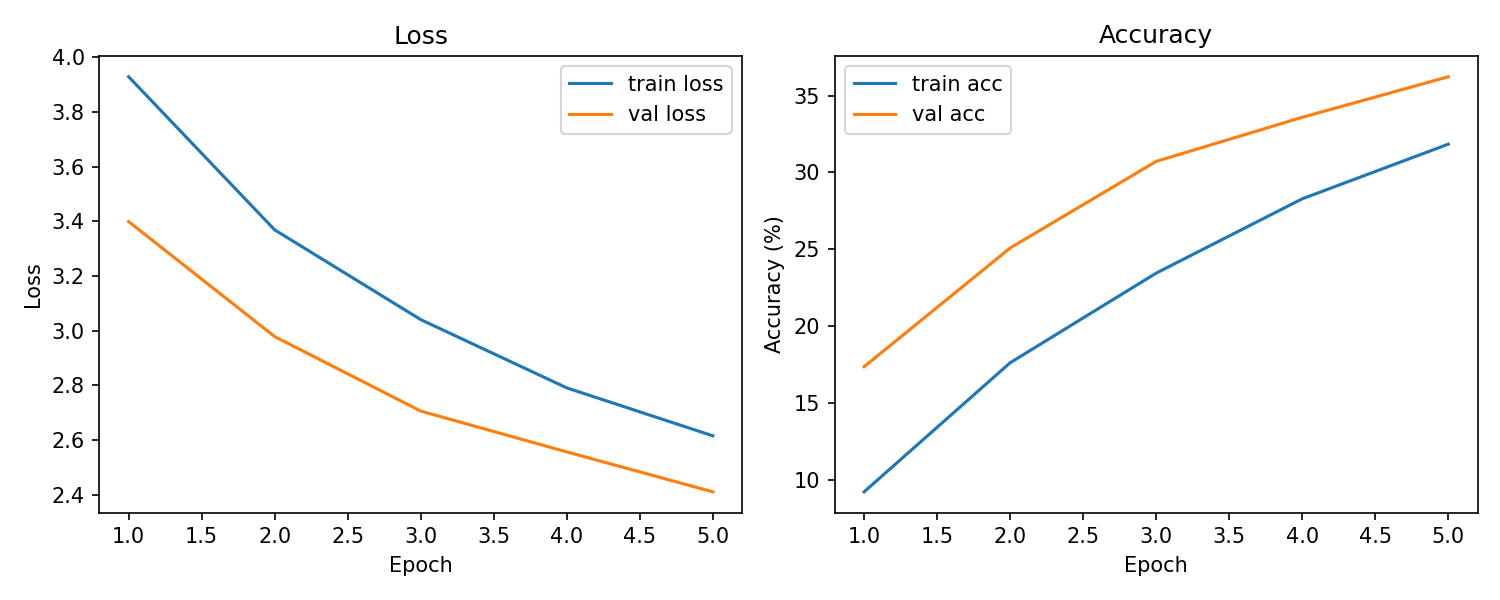 Loss
4.0
3.8
3.6
3.4
3.2
3.0
2.8
2.6
2.4
Loss
train loss
val loss
1.0 1.5 2.0 2.5 3.0 3.5 4.0 4.5 5.0
Epoch
Accuracy
35
30
25
20
15
10
Accuracy (%)
train acc
val acc
1.0 1.5 2.0 2.5 3.0 3.5 4.0 4.5 5.0
Epoch